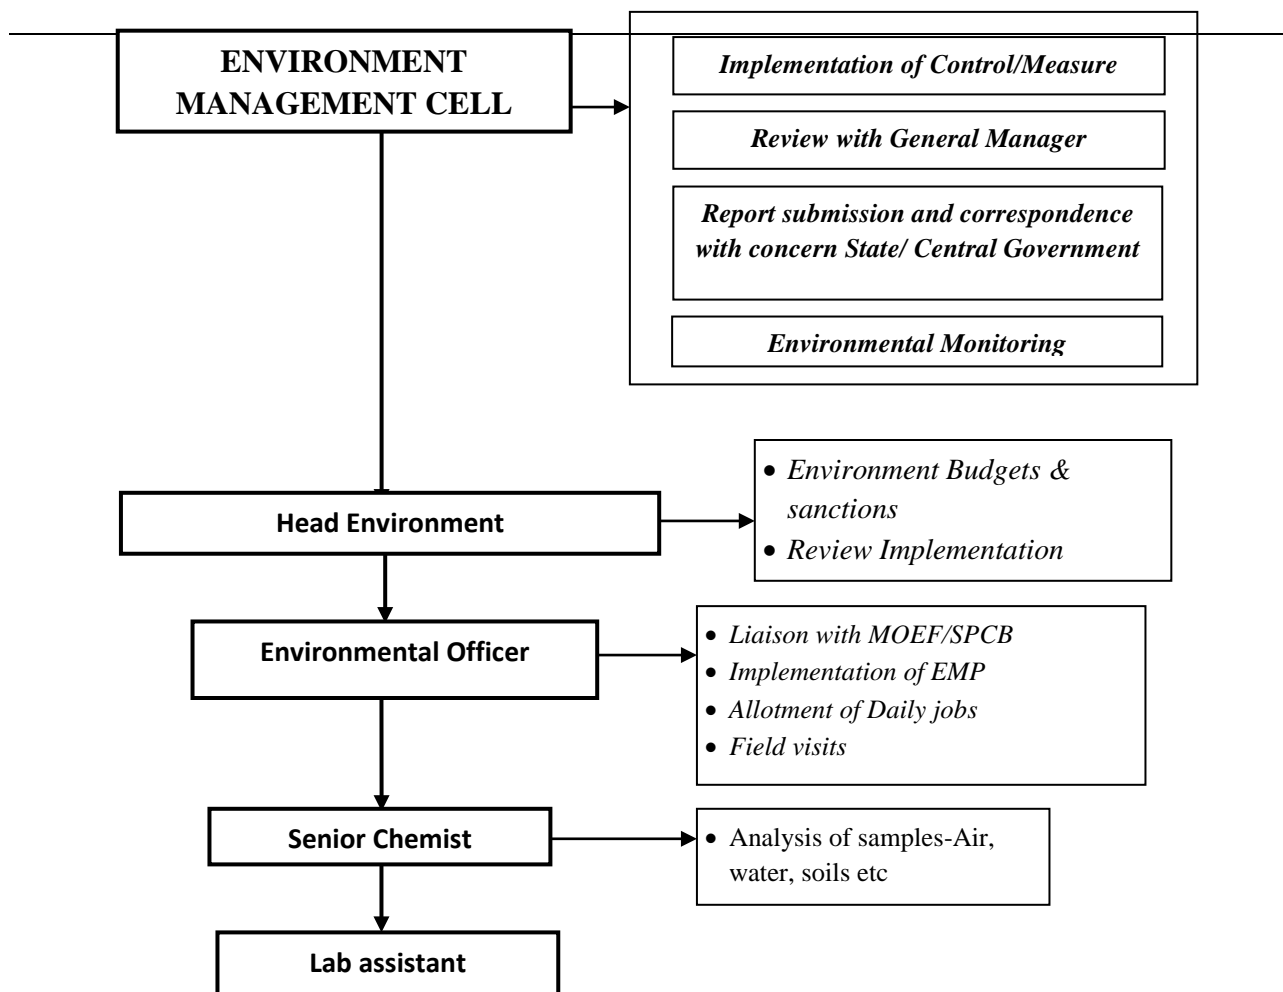 ENVIRONMENT
MANAGEMENT CELL
Implementation of Control/Measure
Review with General Manager
Report submission and correspondence
with concern State/ Central Government
Environmental Monitoring
Head Environment
• Environment Budgets &
sanctions
• Review Implementation
Environmental Officer
• Liaison with MOEF/SPCB
• Implementation of EMP
• Allotment of Daily jobs
• Field visits
Senior Chemist
• Analysis of samples-Air,
water, soils etc
Lab assistant